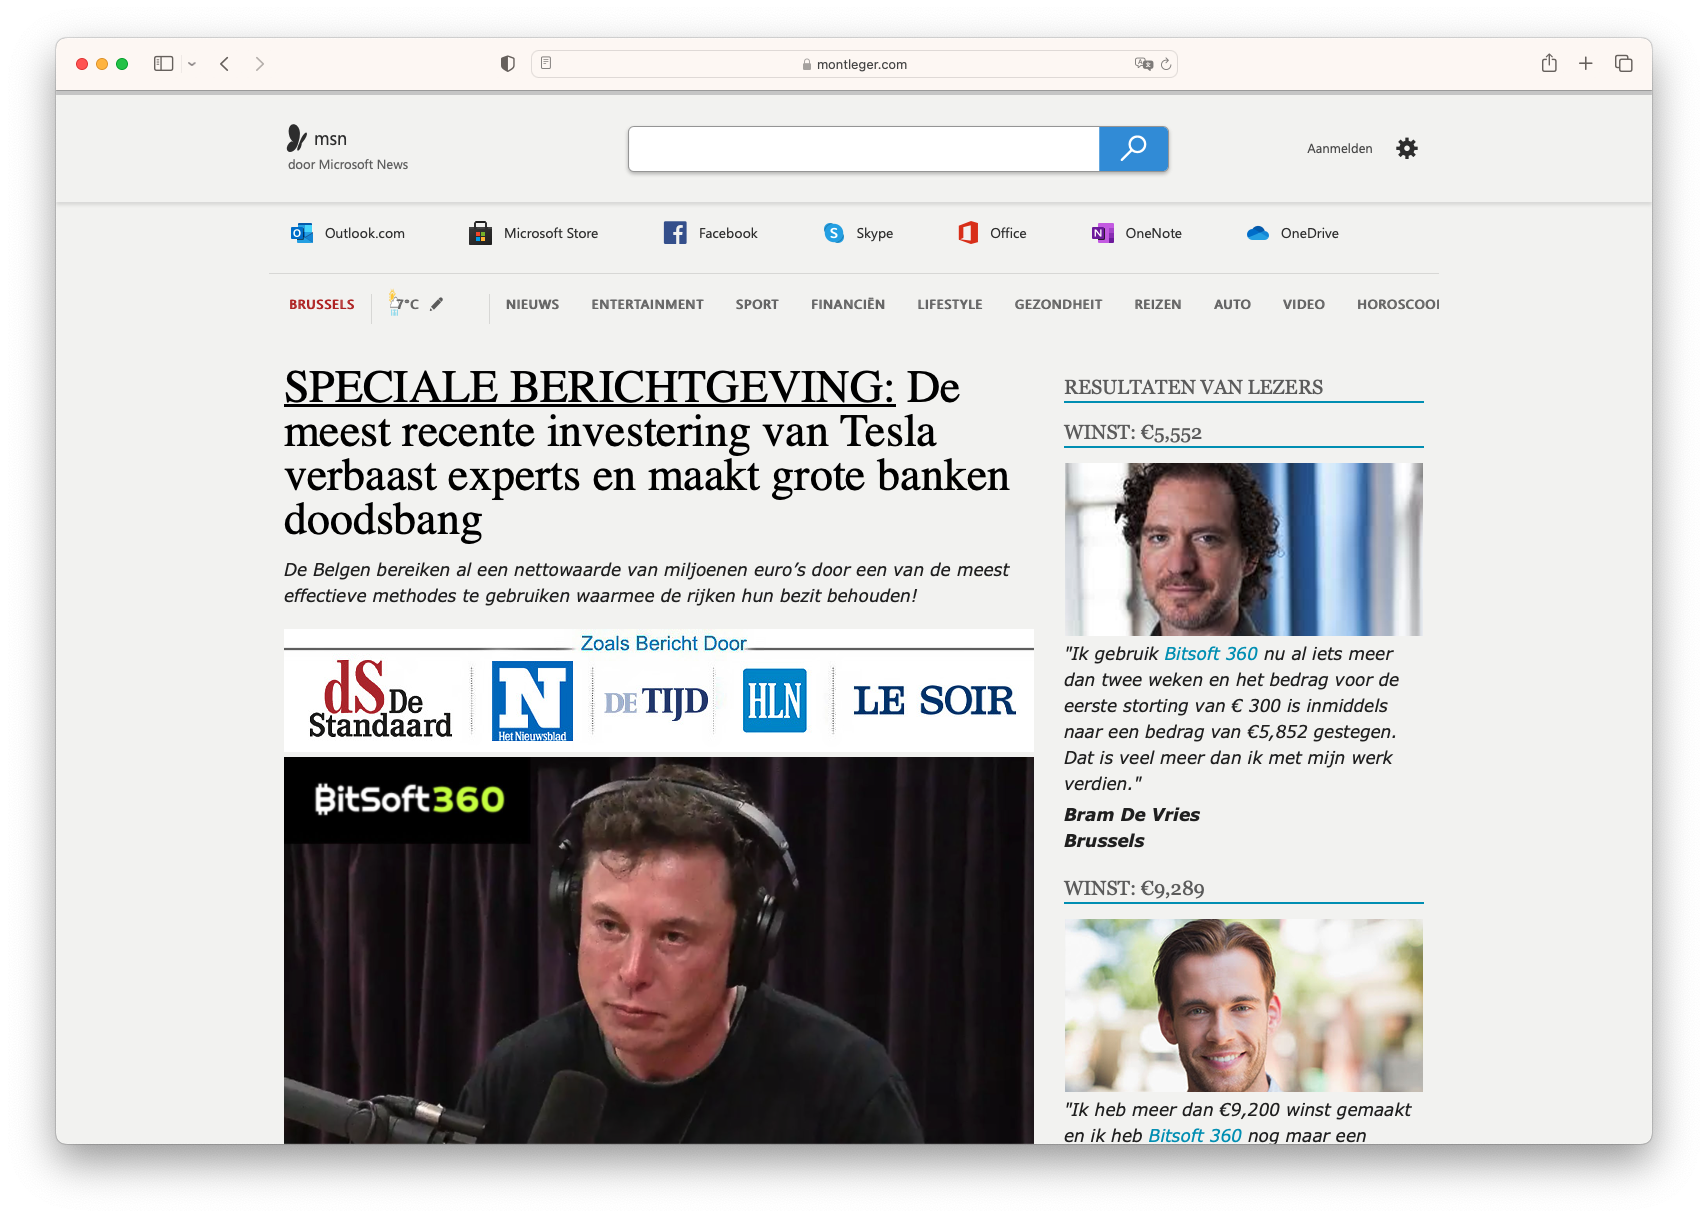 montleger.com
msn
door Microsoft News
Aanmelden
Outlook.com
Microsoft Store
Facebook
Skype
Office
OneNote
OneDrive
BRUSSELS
7°C
NIEUWS
ENTERTAINMENT
SPORT
FINANCIËN
LIFESTYLE
GEZONDHEIT
REIZEN
AUTO
VIDEO
HOROSCOOI
SPECIALE BERICHTGEVING: De
meest recente investering van Tesla
verbaast experts en maakt grote banken
doodsbang
De Belgen bereiken al een nettowaarde van miljoenen euro’s door een van de meest
effectieve methodes te gebruiken waarmee de rijken hun bezit behouden!
Zoals Bericht Door
dS De
Standaard
N
Het Nieuwsblad
DE TIJD
HLN
LE SOIR
BitSoft360
RESULTATEN VAN LEZERS
WINST: €5,552
"Ik gebruik Bitsoft 360 nu al iets meer
dan twee weken en het bedrag voor de
eerste storting van € 300 is inmiddels
naar een bedrag van €5,852 gestegen.
Dat is veel meer dan ik met mijn werk
verdien."
Bram De Vries
Brussels
WINST: €9,289
"Ik heb meer dan €9,200 winst gemaakt
en ik heb Bitsoft 360 nog maar een